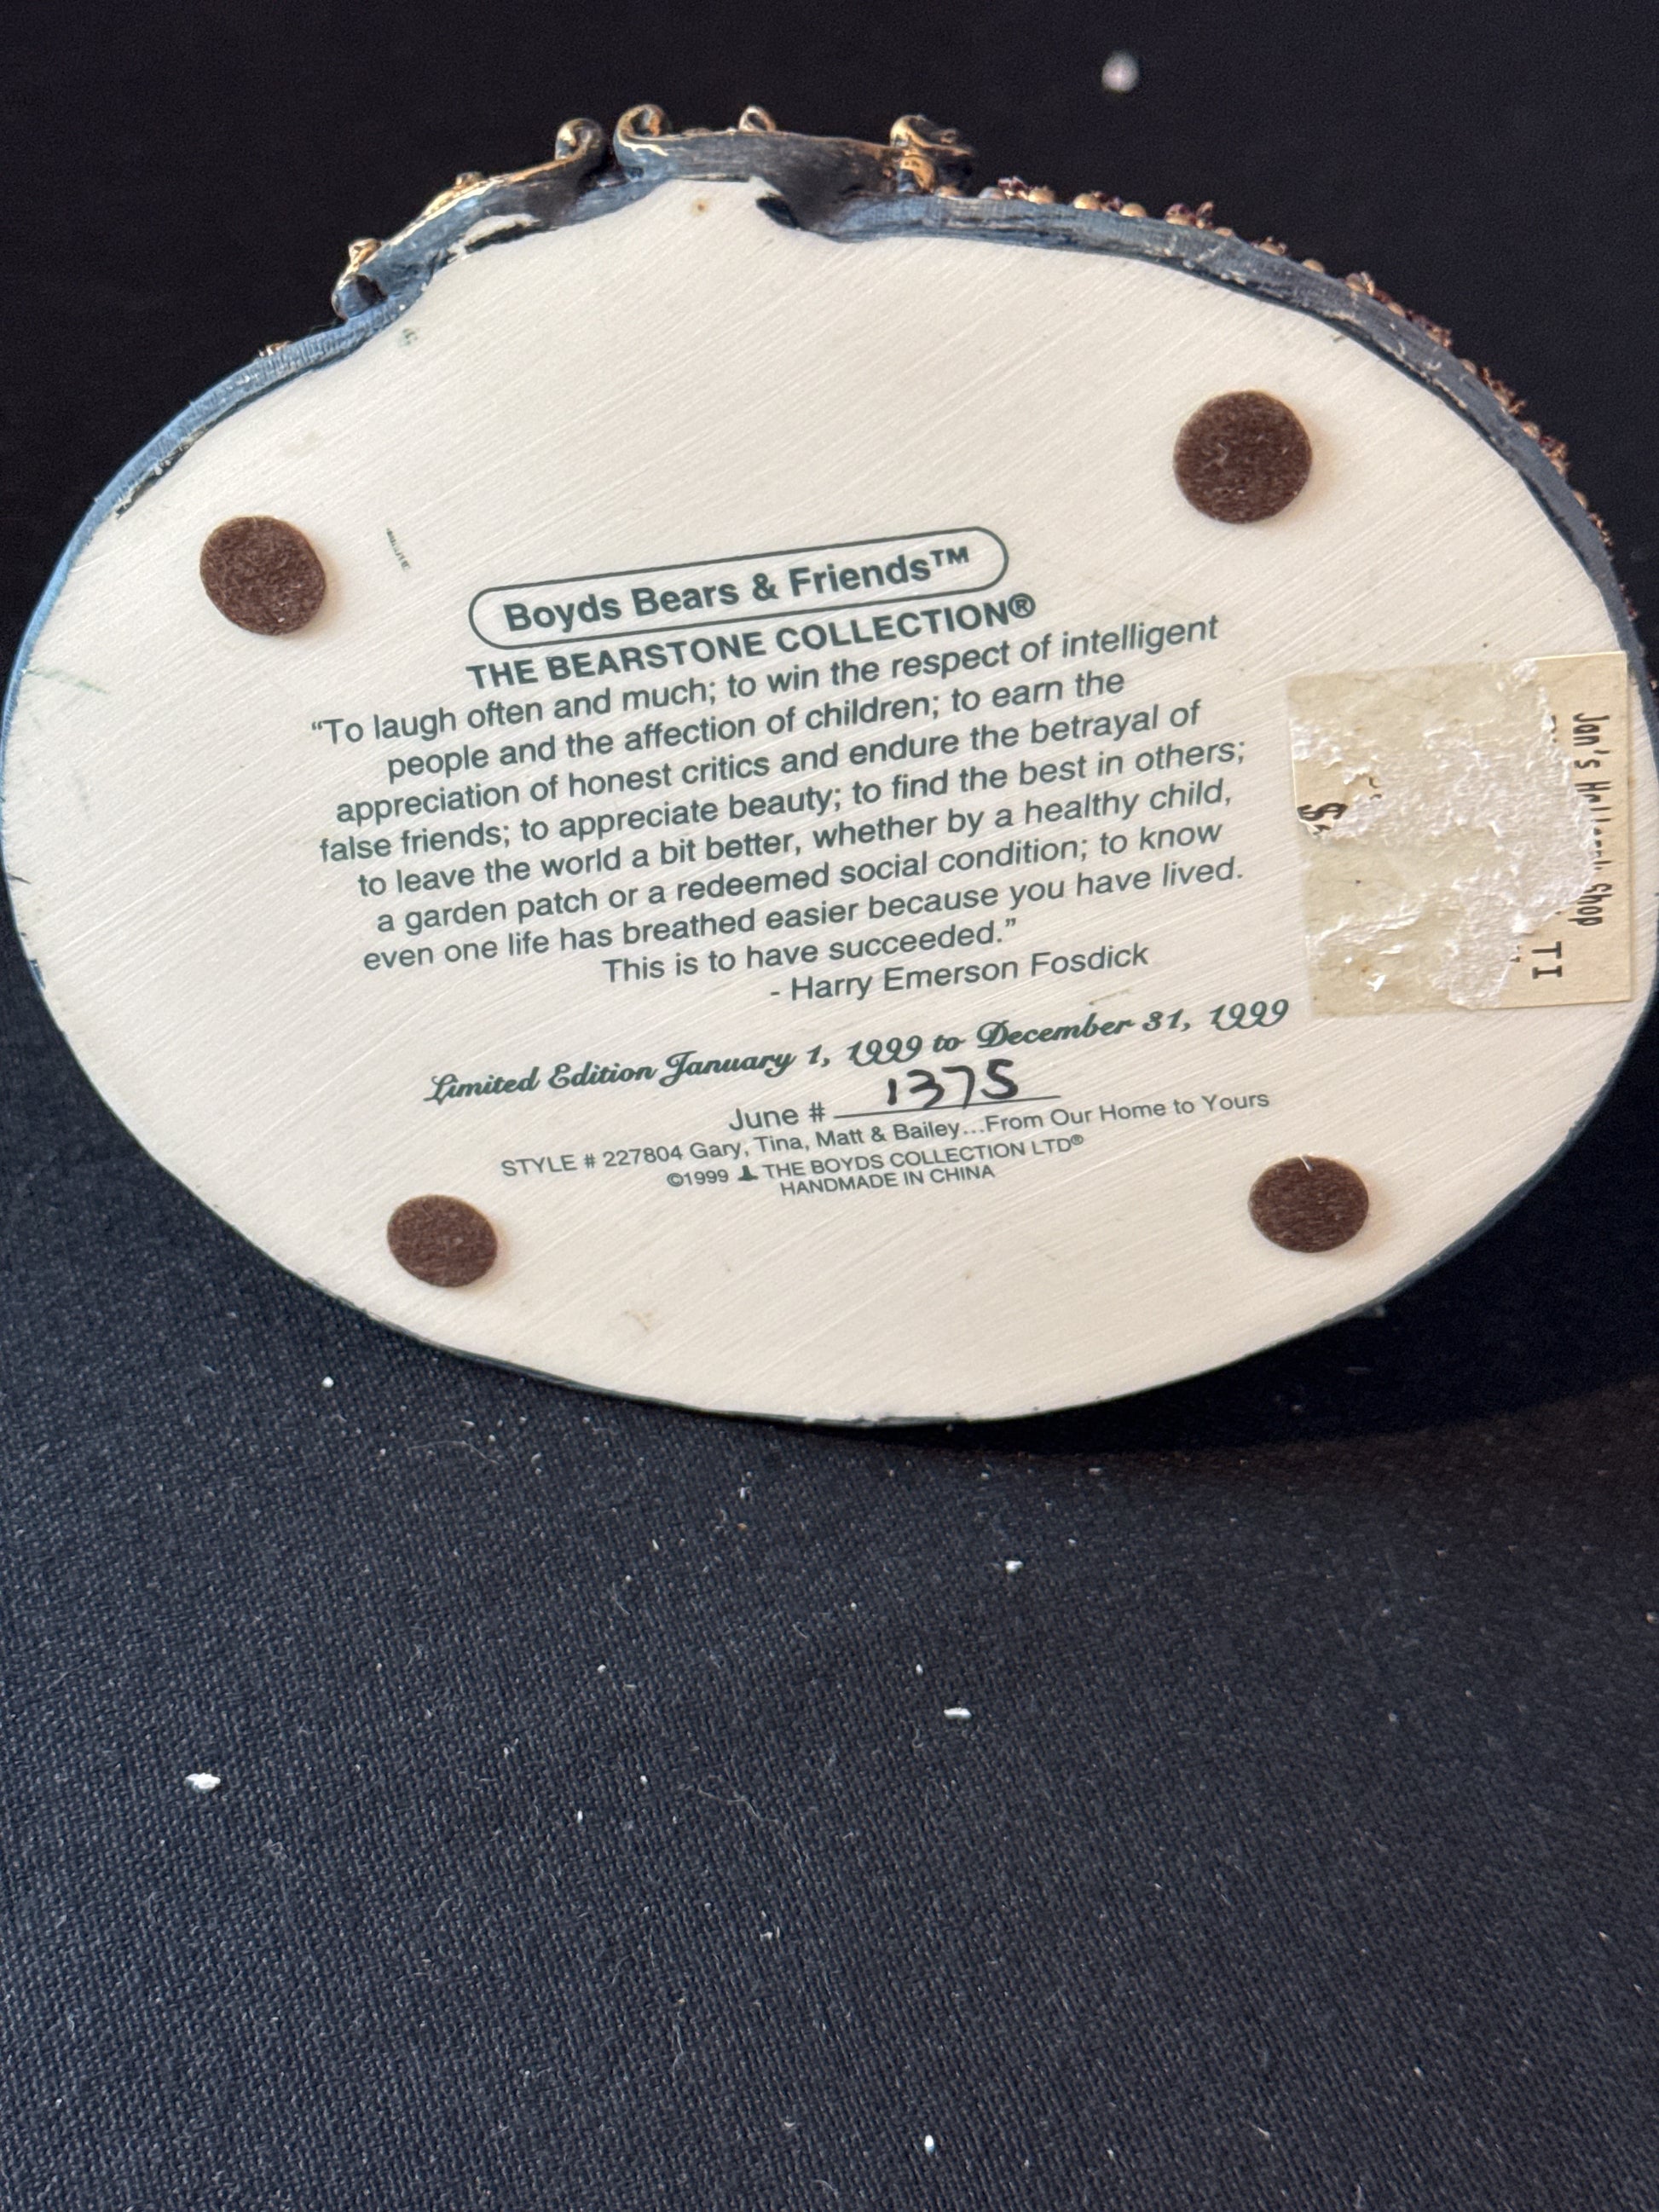 Boyds Bears & Friends™
THE BEARSTONE COLLECTION®
“To laugh often and much; to win the respect of intelligent
people and the affection of children; to earn the
appreciation of honest critics and endure the betrayal of
false friends; to appreciate beauty; to find the best in others;
to leave the world a bit better, whether by a healthy child,
a garden patch or a redeemed social condition; to know
even one life has breathed easier because you have lived.
This is to have succeeded.”
- Harry Emerson Fosdick
Limited Edition January 1, 1999 to December 31, 1999
June # 1375
STYLE # 227804 Gary, Tina, Matt & Bailey...From Our Home to Yours
©1999 THE BOYDS COLLECTION LTD®
HANDMADE IN CHINA
Jan's Shop
TI